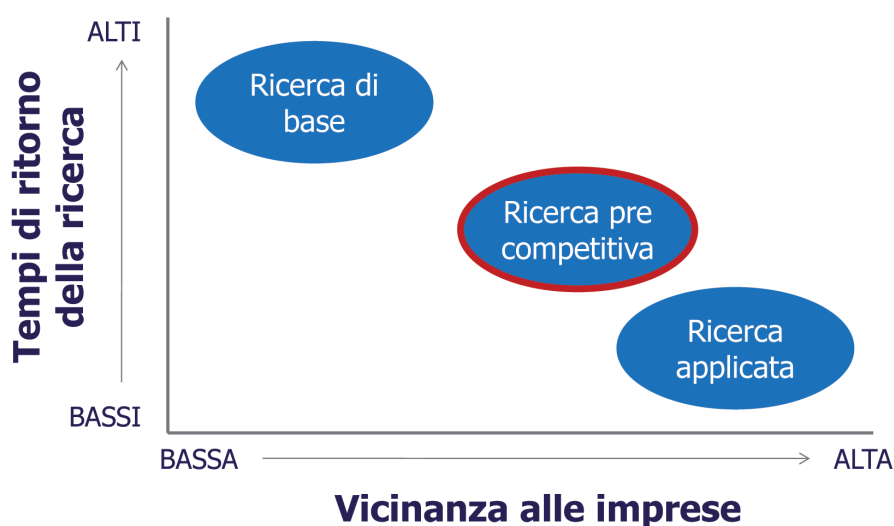 ALTI
Tempi di ritorno
della ricerca
BASSI
Ricerca di
base
Ricerca pre
competitiva
Ricerca
applicata
BASSA
ALTA
Vicinanza alle imprese